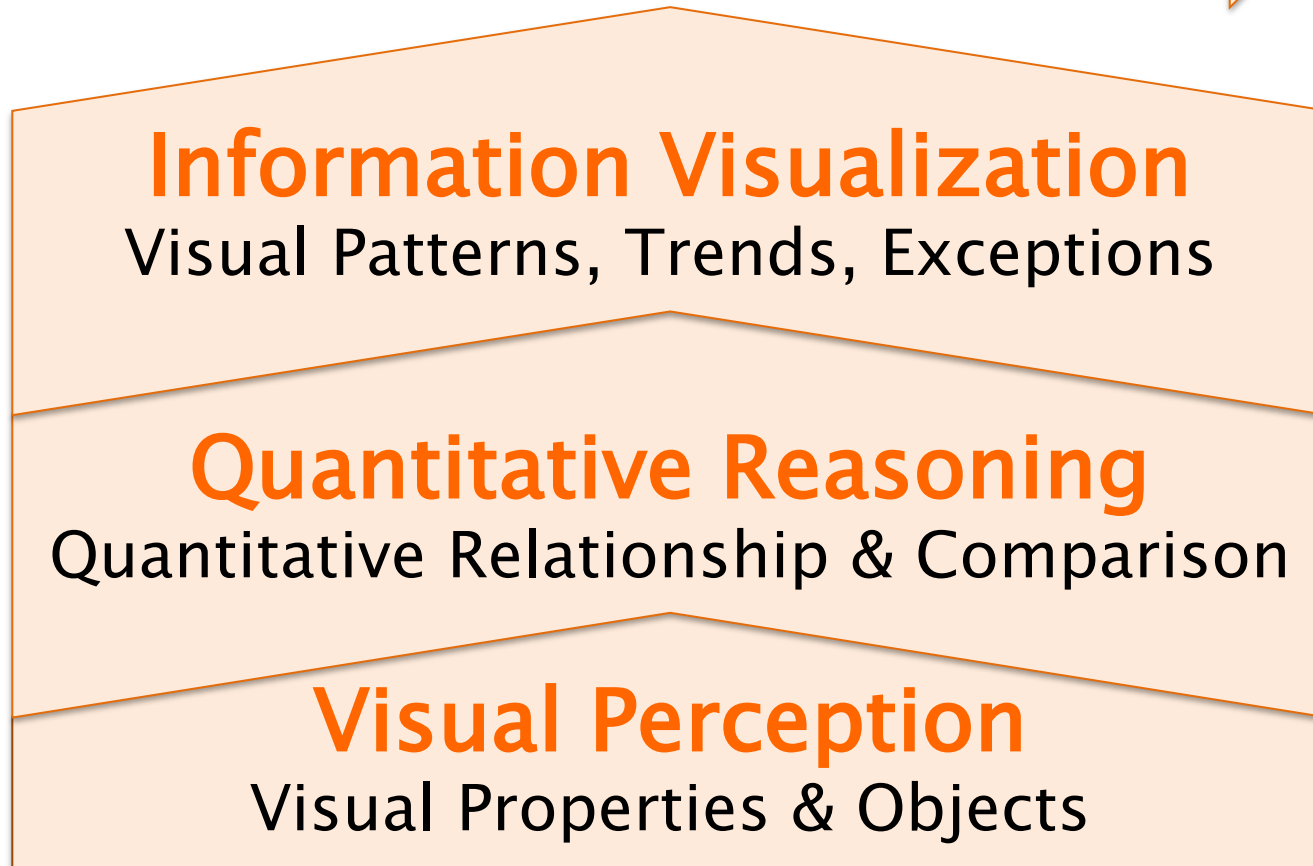 Information Visualization
Visual Patterns, Trends, Exceptions
Quantitative Reasoning
Quantitative Relationship & Comparison
Visual Perception
Visual Properties & Objects